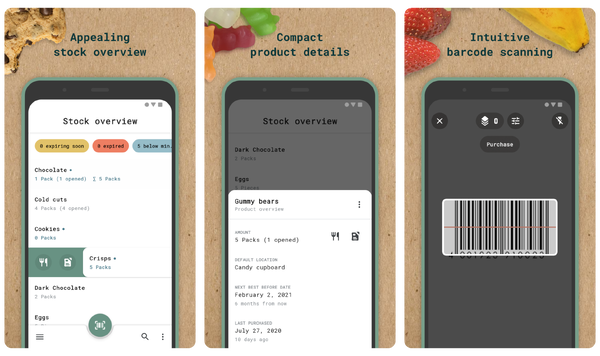 Appealing
stock overview
Stock overview
0 expiring soon
8 expired
5 below min.
Chocolate
1 Pack (1 opened)
5 Packs
Cold cuts
4 Packs (4 opened)
Cookies
0 Packs
Crisps
5 Packs
Dark Chocolate
2 Packs
Eggs
Compact
product details
Stock overview
Dark Chocolate
2 Packs
Eggs
Gummy bears
Product overview
AMOUNT
5 Packs (1 opened)
DEFAULT LOCATION
Candy cupboard
NEXT BEST BEFORE DATE
February 2, 2021
6 months from now
LAST PURCHASED
July 27, 2020
10 days ago
Intuitive
barcode scanning
0
Purchase